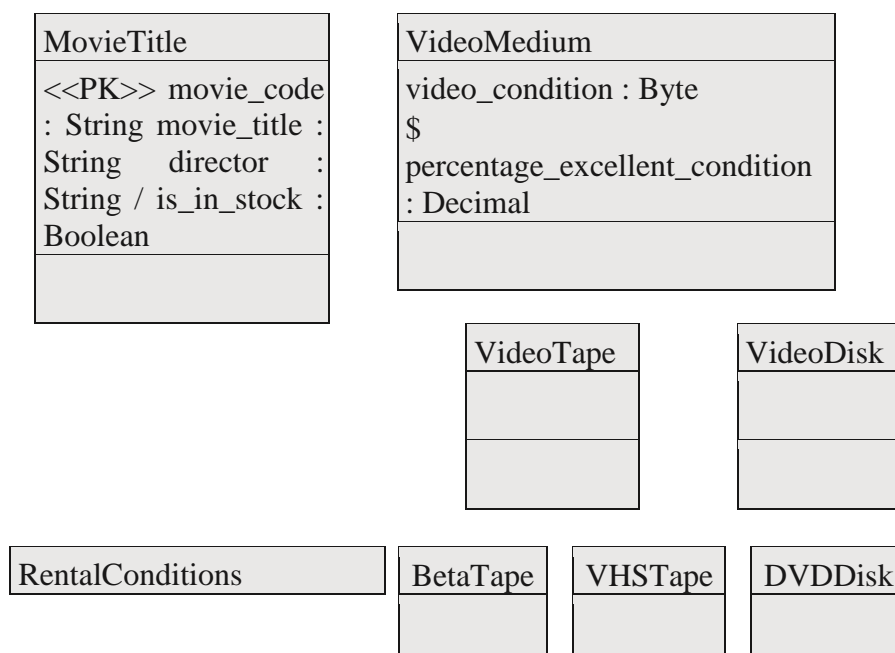 MovieTitle
<<PK>> movie_code
: String movie_title :
String director :
String / is_in_stock :
Boolean
VideoMedium
video_condition : Byte
$
percentage_excellent_condition
: Decimal
VideoTape
VideoDisk
RentalConditions
BetaTape
VHSTape
DVDDisk